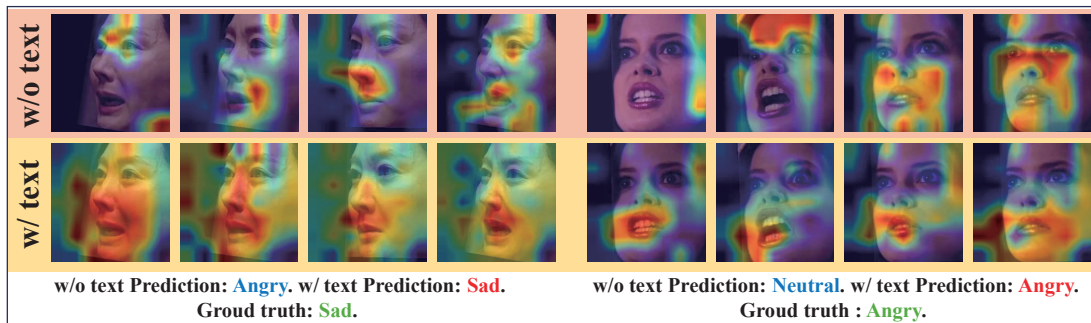 w/o text
w/ text
w/o text Prediction: Angry. w/ text Prediction: Sad.
Groud truth: Sad.
w/o text Prediction: Neutral. w/ text Prediction: Angry.
Groud truth : Angry.